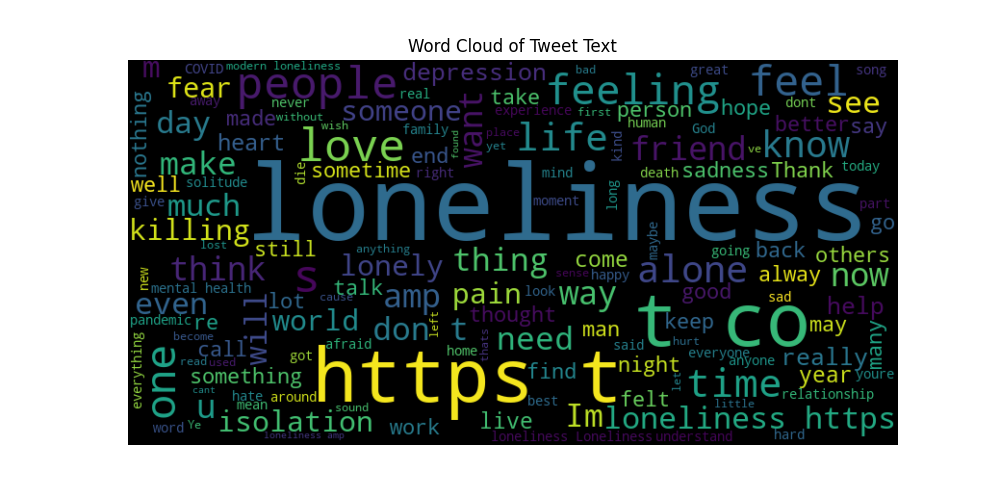 Word Cloud of Tweet Text
m COVID modern loneliness people depression feeling feel great song
fear away never real take bad see
nothing day made without someone want experience first person hope dont God better say
heart wish love family found place yet life human friend ve know
make die sometime end right mind kind death sadness Thank today
well solitude loneliness moment long part
give much maybe go
killing lost still anything going back others
new think s lonely thing come sense happy alone alway now
mental health lot cause talk amp pain look way good sad help
even will left thought t co keep may many
pandemic re world don t need man said hurt really
become call afraid thats home everyone anyone
everything read used got https t night find let time year youre
one something cant hate around best felt little relationship
u mean sound live Im loneliness https
word Ye isolation work
loneliness amp loneliness Loneliness understand hard